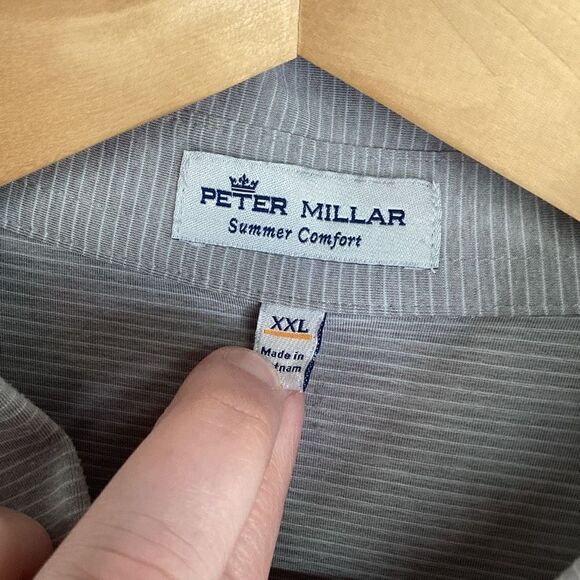 PETER MILLAR
Summer Comfort
XXL
Made in